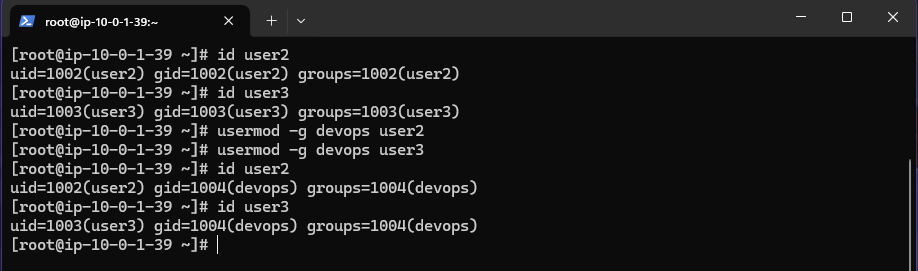 root@ip-10-0-1-39:~
[root@ip-10-0-1-39 ~]# id user2
uid=1002(user2) gid=1002(user2) groups=1002(user2)
[root@ip-10-0-1-39 ~]# id user3
uid=1003(user3) gid=1003(user3) groups=1003(user3)
[root@ip-10-0-1-39 ~]# usermod -g devops user2
[root@ip-10-0-1-39 ~]# usermod -g devops user3
[root@ip-10-0-1-39 ~]# id user2
uid=1002(user2) gid=1004(devops) groups=1004(devops)
[root@ip-10-0-1-39 ~]# id user3
uid=1003(user3) gid=1004(devops) groups=1004(devops)
[root@ip-10-0-1-39 ~]#